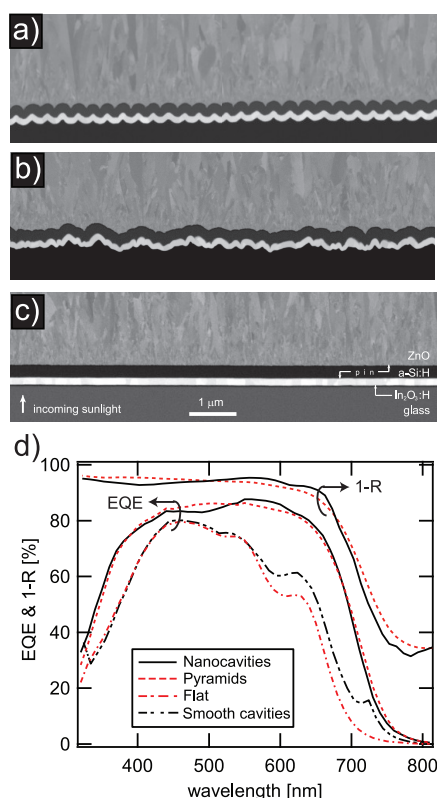 a)
b)
c)
ZnO
p i n
a-Si:H
In₂O₃:H
glass
incoming sunlight
1 μm
d)
100
80
60
40
20
0
EQE & 1-R [%]
EQE
1-R
Nanocavities
Pyramids
Flat
Smooth cavities
400
500
600
700
800
wavelength [nm]